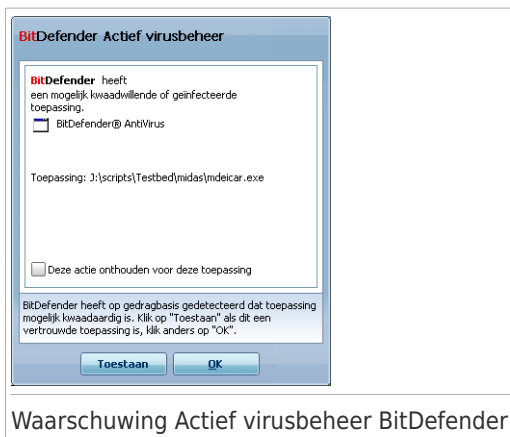 BitDefender Actief virusbeheer
BitDefender heeft
een mogelijk kwaadwillende of geïnfecteerde
toepassing.
BitDefender® AntiVirus
Toepassing: J:\scripts\Testbed\midas\mdeicar.exe
Deze actie onthouden voor deze toepassing
BitDefender heeft op gedragbasis gedetecteerd dat toepassing
mogelijk kwaadaardig is. Klik op "Toestaan" als dit een
vertrouwde toepassing is, klik anders op "OK".
Toestaan OK
Waarschuwing Actief virusbeheer BitDefender